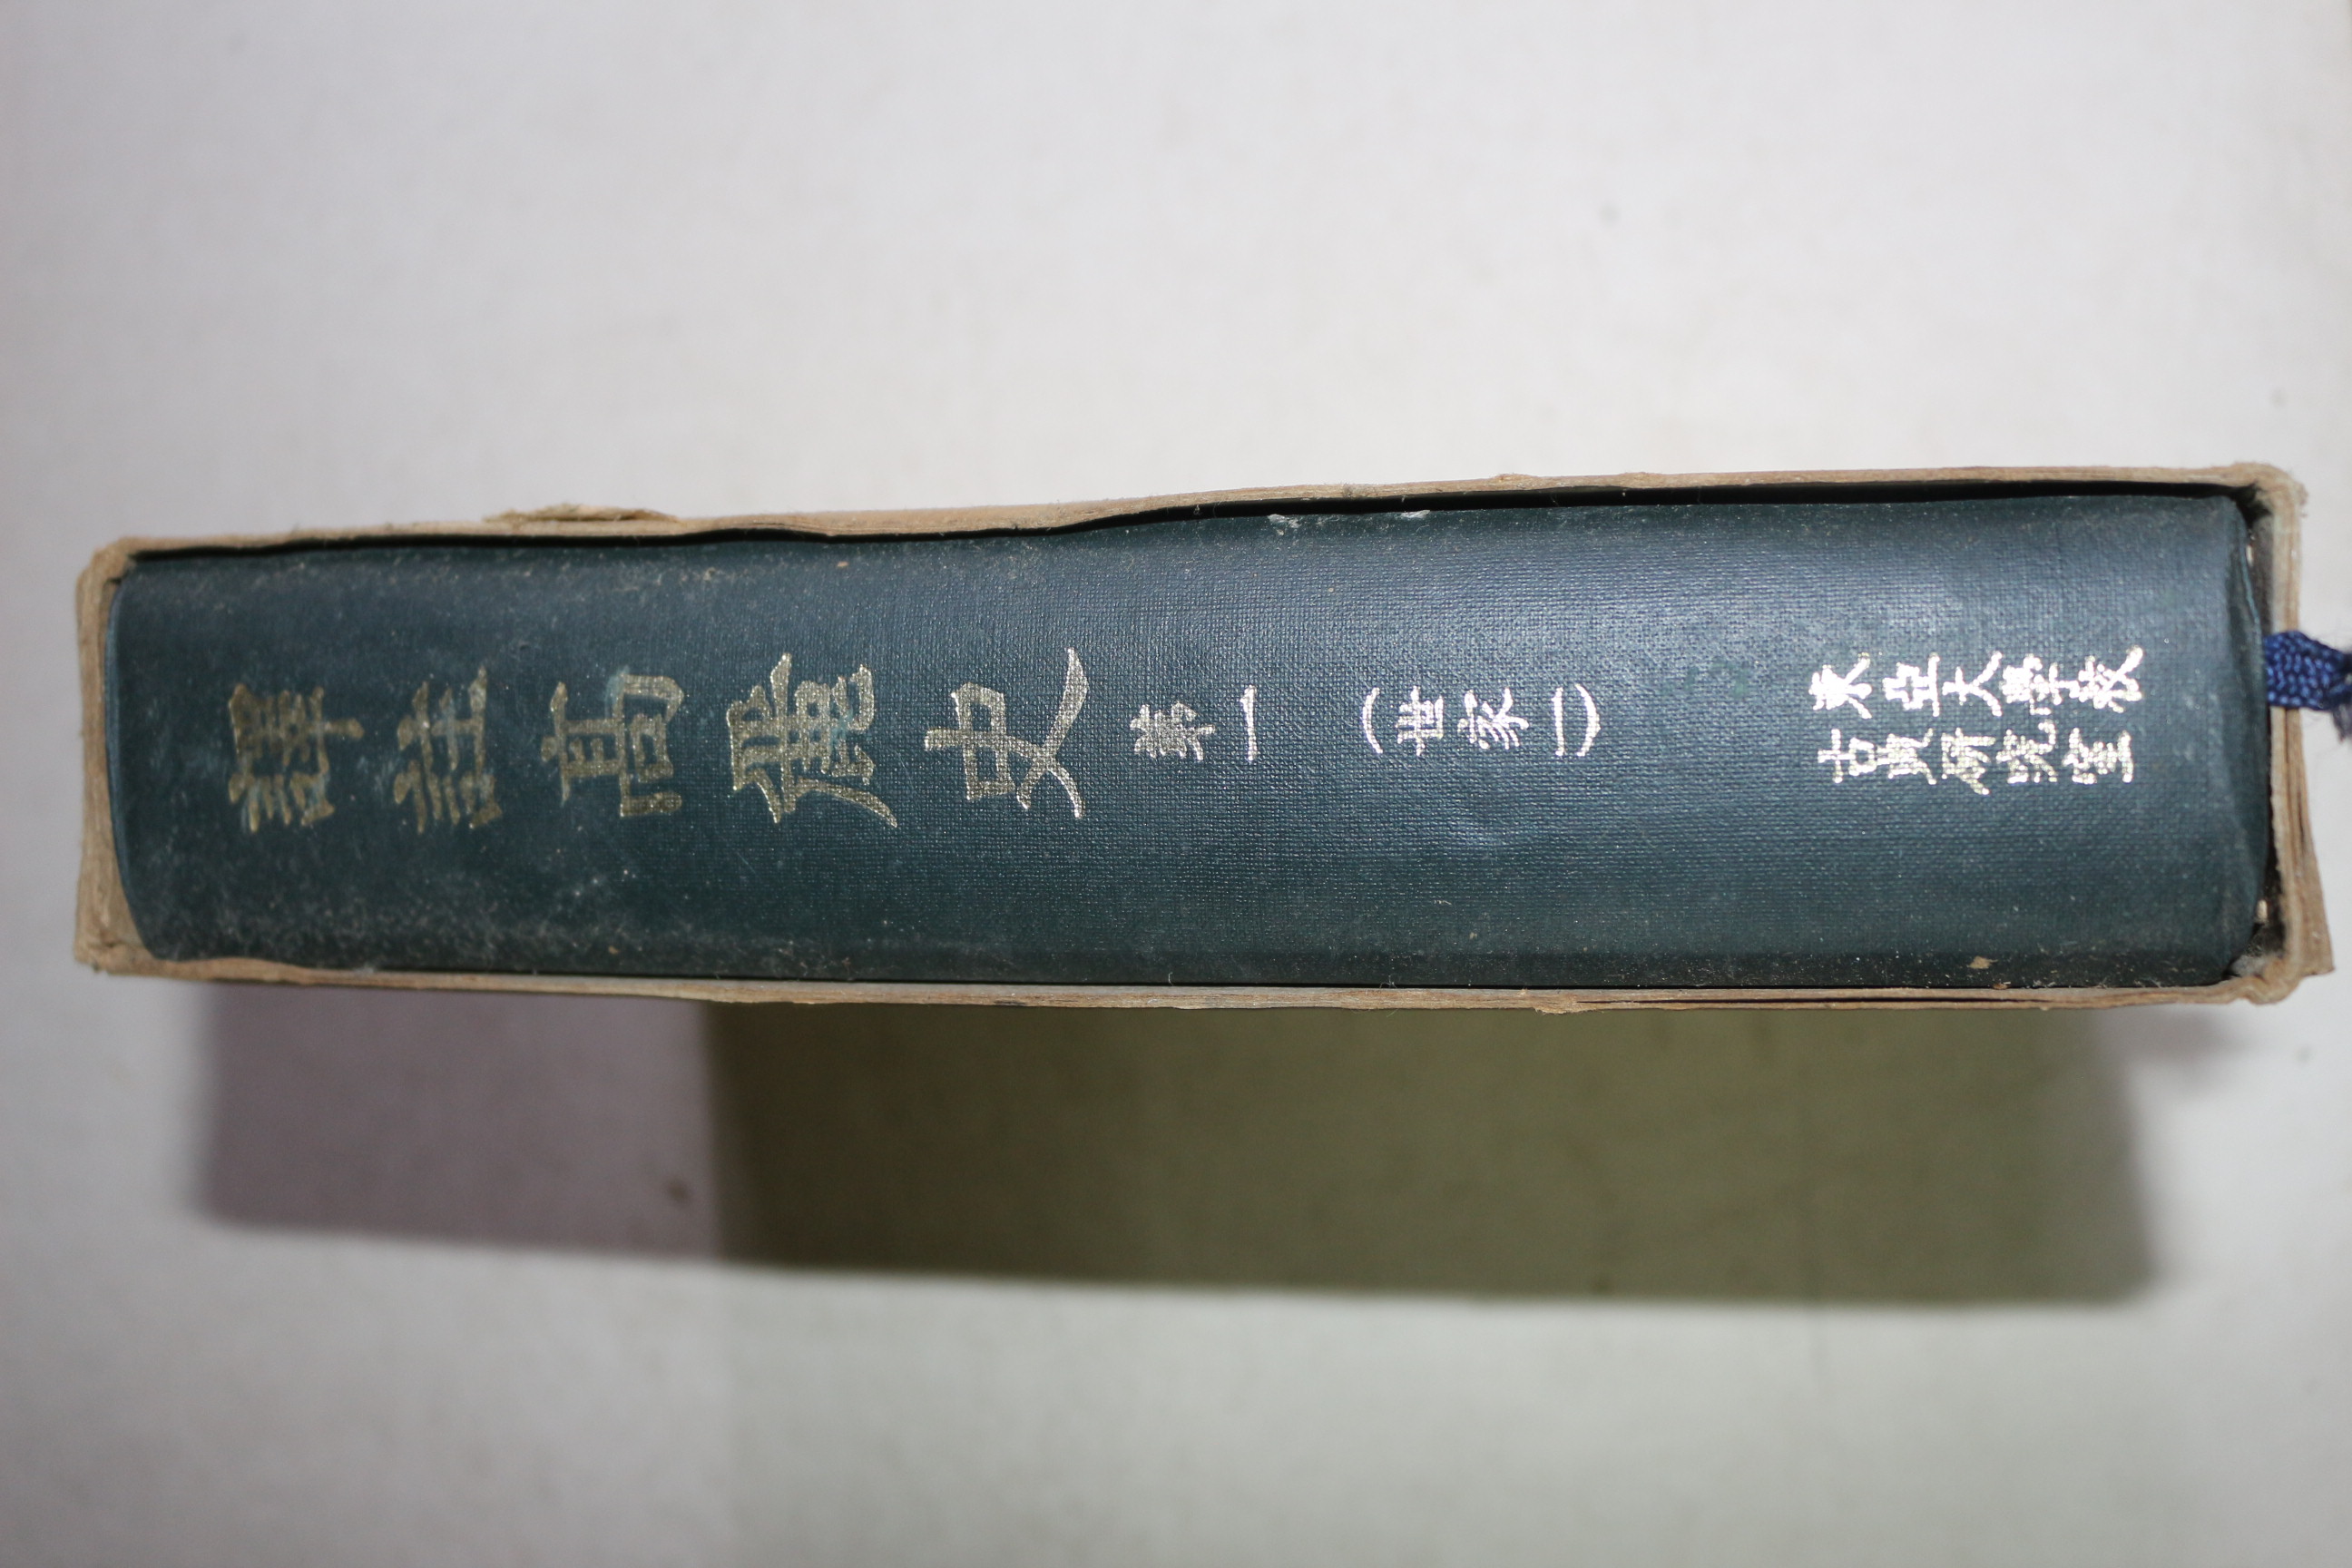 譯註高麗史 第一 (世家一)
東亞大學校
古典硏究室